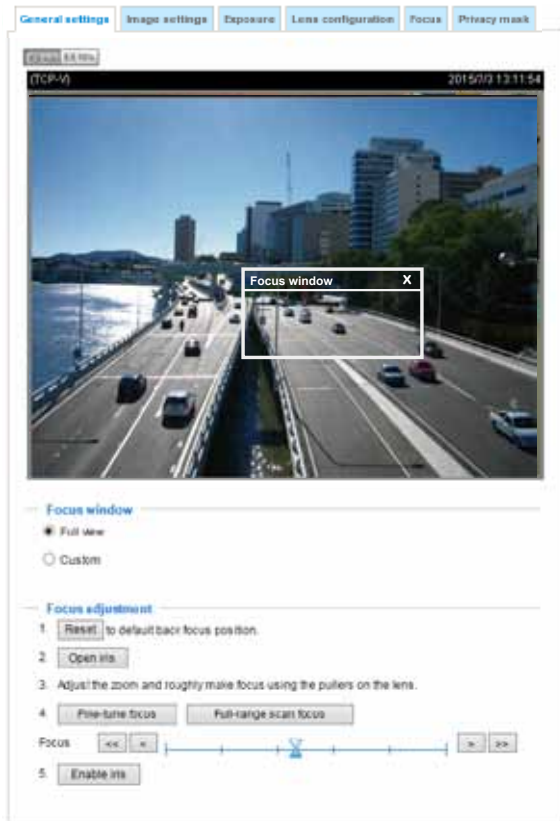 General settings Image settings Exposure Lens configuration Focus Privacy mask
(TCP-V) 2015/7/3 13:11:54
Focus window X
Focus window
Full view
Custom
Focus adjustment
1. Reset to default back focus position.
2. Open iris
3. Adjust the zoom and roughly make focus using the pullers on the lens.
4. Fine-tune focus Full-range scan focus
Focus << < > >>
5. Enable iris